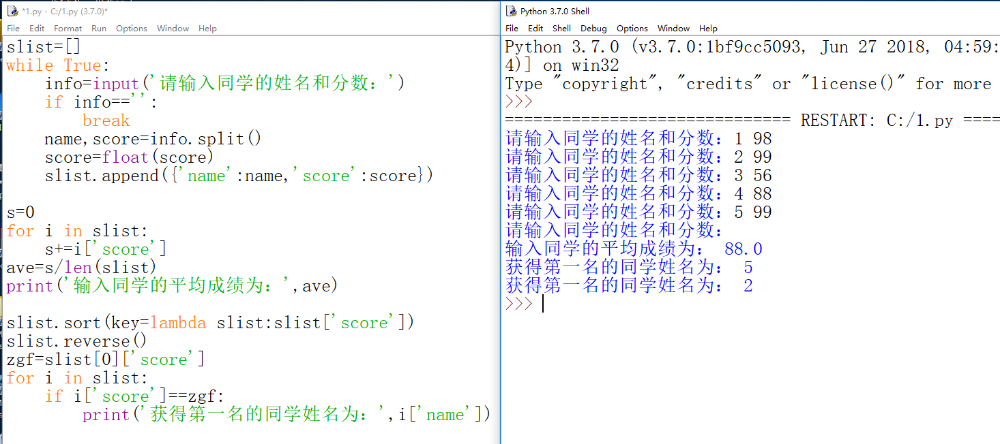 *1.py - C:/1.py (3.7.0)*
File Edit Format Run Options Window Help
slist=[]
while True:
    info=input('请输入同学的姓名和分数：')
    if info=='':
        break
    name,score=info.split()
    score=float(score)
    slist.append({'name':name,'score':score})
s=0
for i in slist:
    s+=i['score']
ave=s/len(slist)
print('输入同学的平均成绩为：',ave)
slist.sort(key=lambda slist:slist['score'])
slist.reverse()
zgf=slist[0]['score']
for i in slist:
    if i['score']==zgf:
        print('获得第一名的同学姓名为：',i['name'])
Python 3.7.0 Shell
File Edit Shell Debug Options Window Help
Python 3.7.0 (v3.7.0:1bf9cc5093, Jun 27 2018, 04:59:
4)] on win32
Type "copyright", "credits" or "license()" for more
>>>
============================== RESTART: C:/1.py ====
请输入同学的姓名和分数：1 98
请输入同学的姓名和分数：2 99
请输入同学的姓名和分数：3 56
请输入同学的姓名和分数：4 88
请输入同学的姓名和分数：5 99
请输入同学的姓名和分数：
输入同学的平均成绩为： 88.0
获得第一名的同学姓名为： 5
获得第一名的同学姓名为： 2
>>>